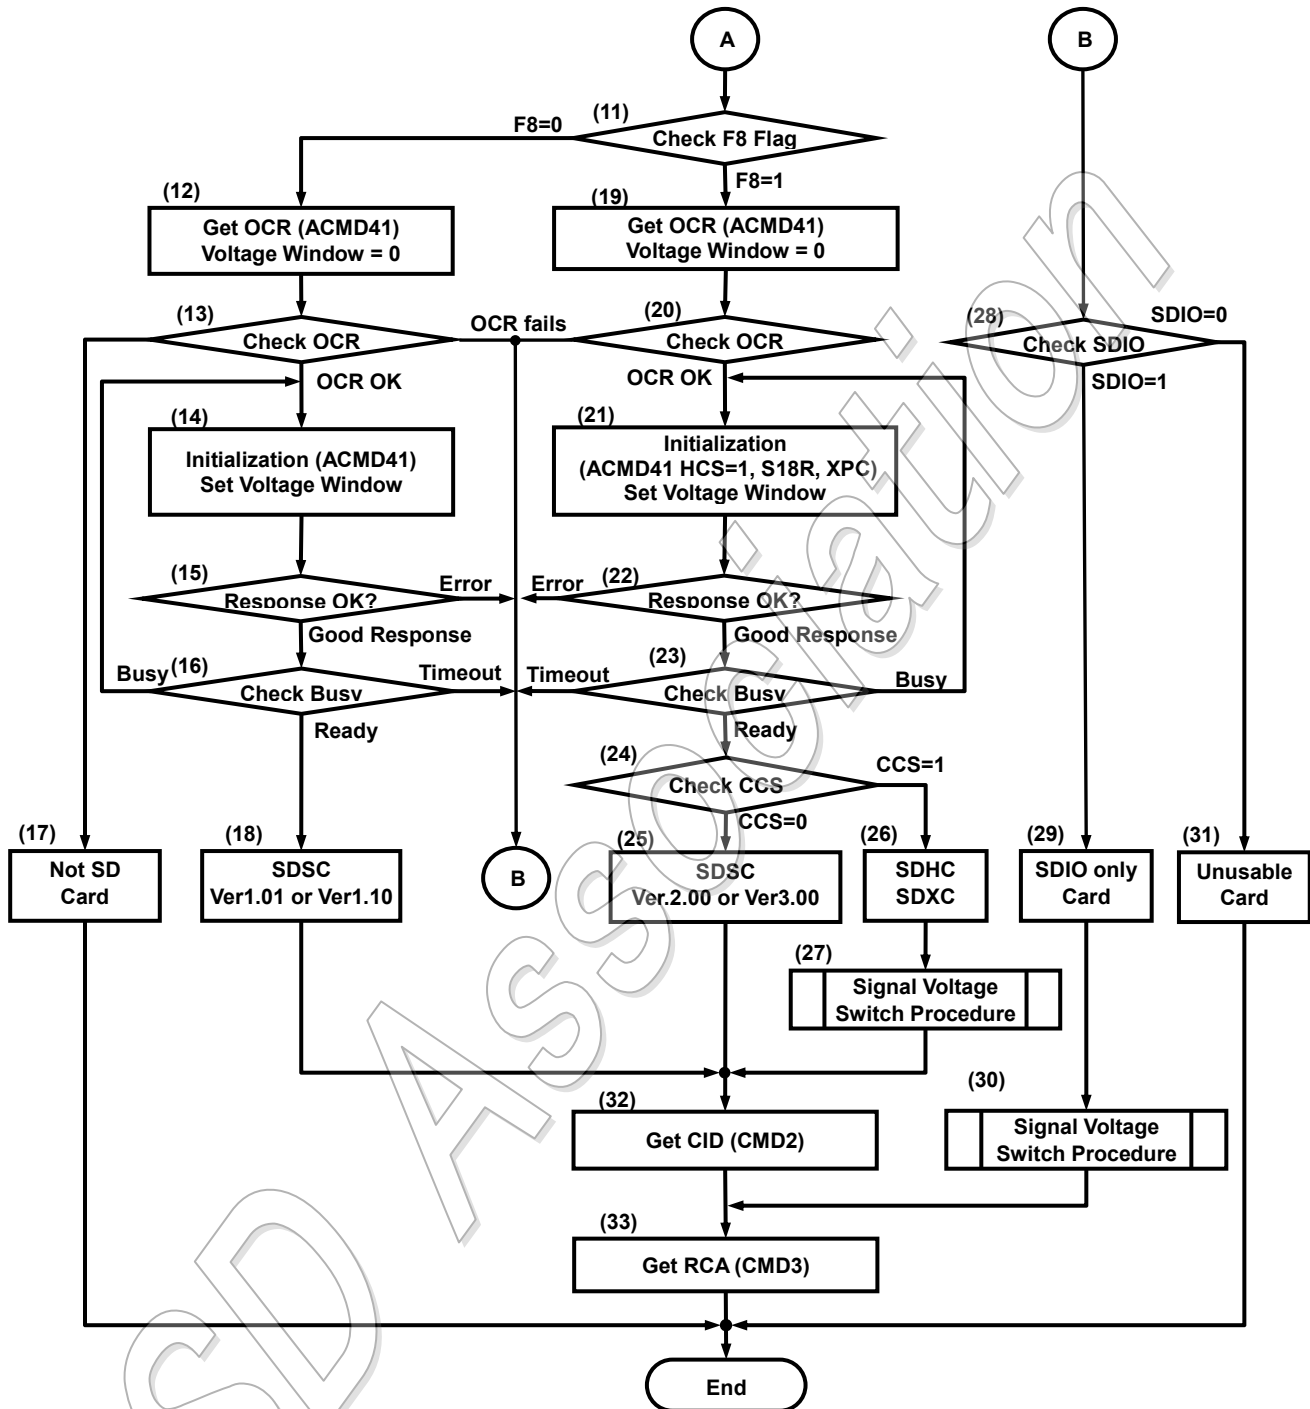 A
B
(11)
F8=0
Check F8 Flag
F8=1
(12)
Get OCR (ACMD41)
Voltage Window = 0
(19)
Get OCR (ACMD41)
Voltage Window = 0
(13)
Check OCR
OCR fails
(20)
Check OCR
(28)
Check SDIO
SDIO=0
SDIO=1
OCR OK
OCR OK
(14)
Initialization (ACMD41)
Set Voltage Window
(21)
Initialization
(ACMD41 HCS=1, S18R, XPC)
Set Voltage Window
(15)
Response OK?
Error
Error
(22)
Response OK?
Good Response
Good Response
Busy
(16)
Check Busy
Timeout
Timeout
(23)
Check Busy
Busy
Ready
Ready
(24)
Check CCS
CCS=1
CCS=0
(17)
Not SD
Card
(18)
SDSC
Ver1.01 or Ver1.10
B
(25)
SDSC
Ver.2.00 or Ver3.00
(26)
SDHC
SDXC
(29)
SDIO only
Card
(31)
Unusable
Card
(27)
Signal Voltage
Switch Procedure
(30)
Signal Voltage
Switch Procedure
(32)
Get CID (CMD2)
(33)
Get RCA (CMD3)
End
SD Association